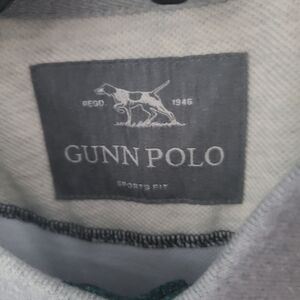 REGD. 1946
GUNN POLO
SPORTS FIT